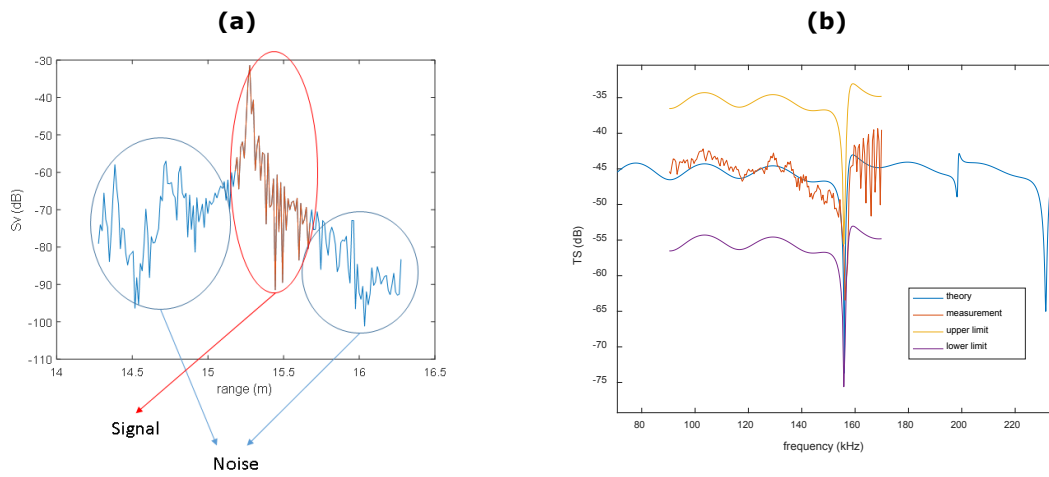 (a)
-30
-40
-50
-60
-70
-80
-90
-100
-110
Sv (dB)
14
14.5
15
15.5
16
16.5
range (m)
Signal
Noise
(b)
-35
-40
-45
-50
-55
-60
-65
-70
-75
TS (dB)
theory
measurement
upper limit
lower limit
80
100
120
140
160
180
200
220
frequency (kHz)